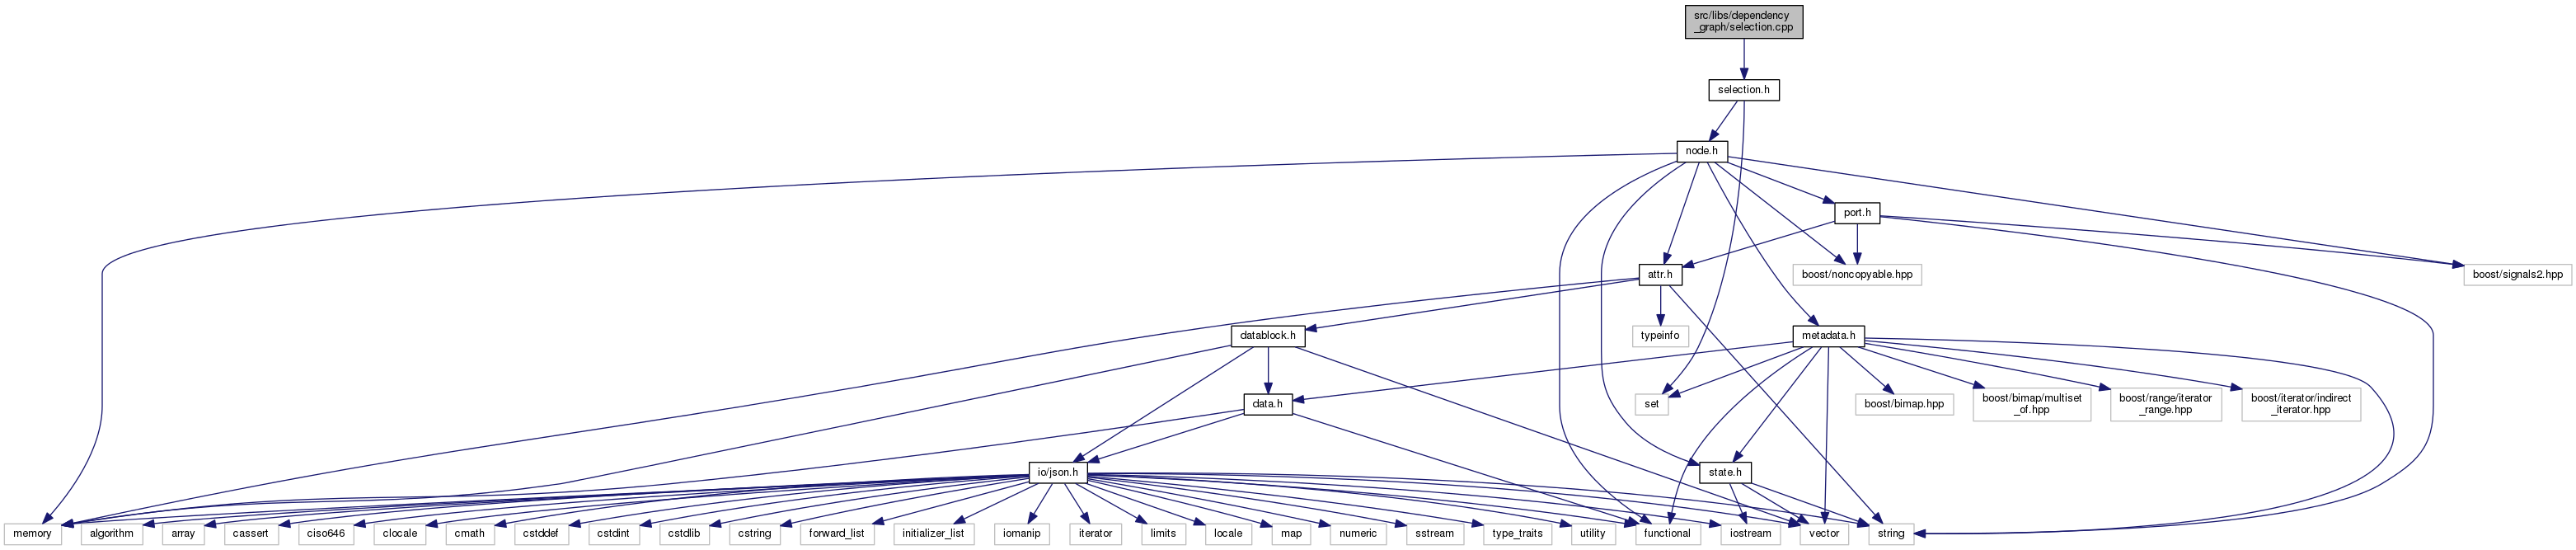 src/libs/dependency
_graph/selection.cpp
selection.h
node.h
port.h
attr.h
boost/noncopyable.hpp
boost/signals2.hpp
datablock.h
typeinfo
metadata.h
data.h
set
boost/bimap.hpp
boost/bimap/multiset
_of.hpp
boost/range/iterator
_range.hpp
boost/iterator/indirect
_iterator.hpp
io/json.h
state.h
memory
algorithm
array
cassert
ciso646
clocale
cmath
cstddef
cstdint
cstdlib
cstring
forward_list
initializer_list
iomanip
iterator
limits
locale
map
numeric
sstream
type_traits
utility
functional
iostream
vector
string